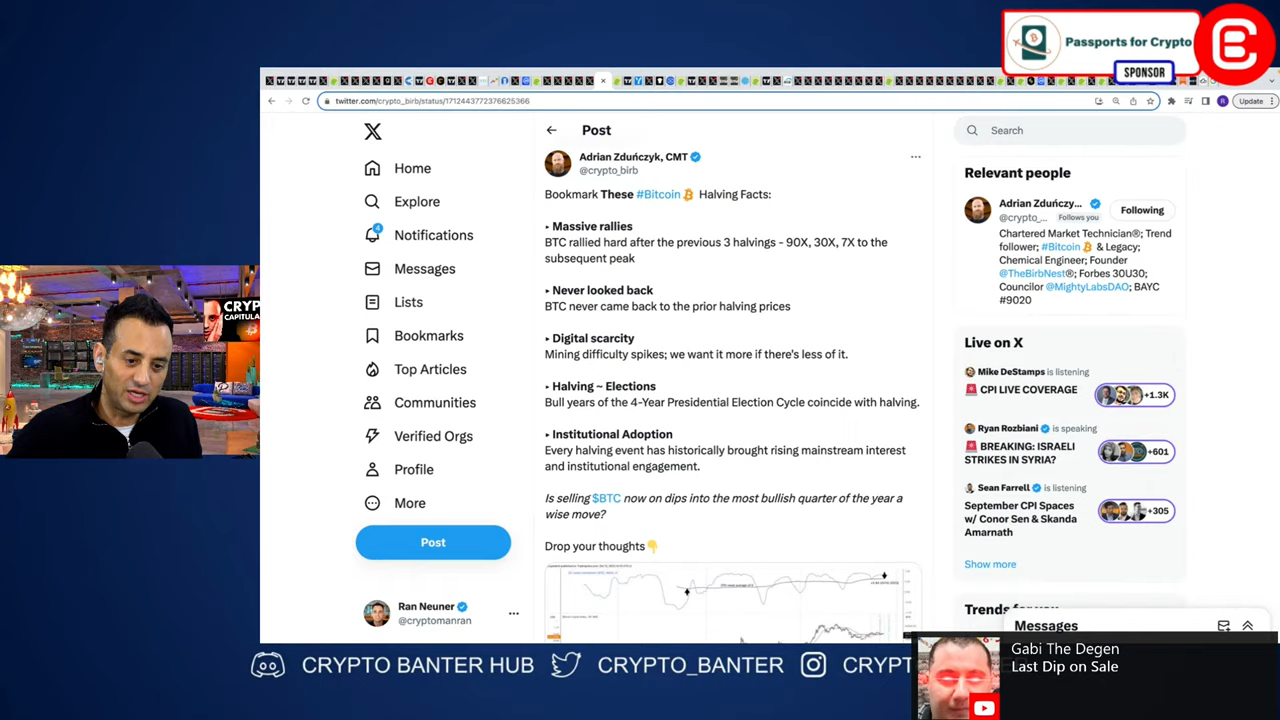 Passports for Crypto
SPONSOR
twitter.com/crypto_birb/status/1712443772376625366
Update
Post
Search
Home
Explore
Notifications
4
Messages
Lists
Bookmarks
Top Articles
Communities
Verified Orgs
Profile
More
Post
Ran Neuner
@cryptomanran
Adrian Zduńczyk, CMT
@crypto_birb
Bookmark These #Bitcoin Halving Facts:
‣ Massive rallies
BTC rallied hard after the previous 3 halvings - 90X, 30X, 7X to the
subsequent peak
‣ Never looked back
BTC never came back to the prior halving prices
‣ Digital scarcity
Mining difficulty spikes; we want it more if there's less of it.
‣ Halving ~ Elections
Bull years of the 4-Year Presidential Election Cycle coincide with halving.
‣ Institutional Adoption
Every halving event has historically brought rising mainstream interest
and institutional engagement.
Is selling $BTC now on dips into the most bullish quarter of the year a
wise move?
Drop your thoughts👇
Relevant people
Adrian Zduńczy...
@crypto_... Follows you
Following
Chartered Market Technician®; Trend
follower; #Bitcoin & Legacy;
Chemical Engineer; Founder
@TheBirbNest®; Forbes 30U30;
Councilor @MightyLabsDAO; BAYC
#9020
Live on X
Mike DeStamps is listening
🚨 CPI LIVE COVERAGE
+1.3K
Ryan Rozbiani is speaking
🚨 BREAKING: ISRAELI
STRIKES IN SYRIA?
+601
Sean Farrell is listening
September CPI Spaces
w/ Conor Sen & Skanda
Amarnath
+305
Show more
Trends for you
Messages
CRYP
CAPITULA
Gabi The Degen
Last Dip on Sale
CRYPTO BANTER HUB
CRYPTO_BANTER
CRYPT